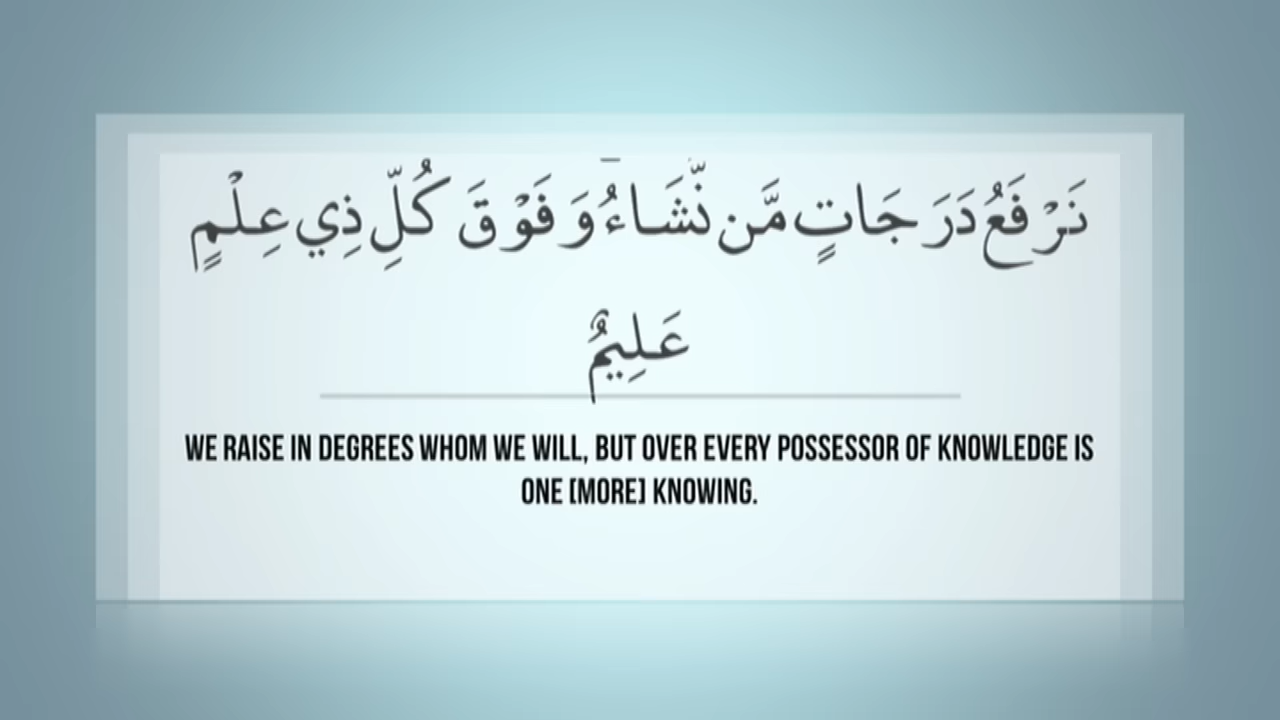 نَرْفَعُ دَرَجَاتٍ مَّن نَّشَاءُ وَفَوْقَ كُلِّ ذِي عِلْمٍ
عَلِيمٌ
WE RAISE IN DEGREES WHOM WE WILL, BUT OVER EVERY POSSESSOR OF KNOWLEDGE IS
ONE [MORE] KNOWING.